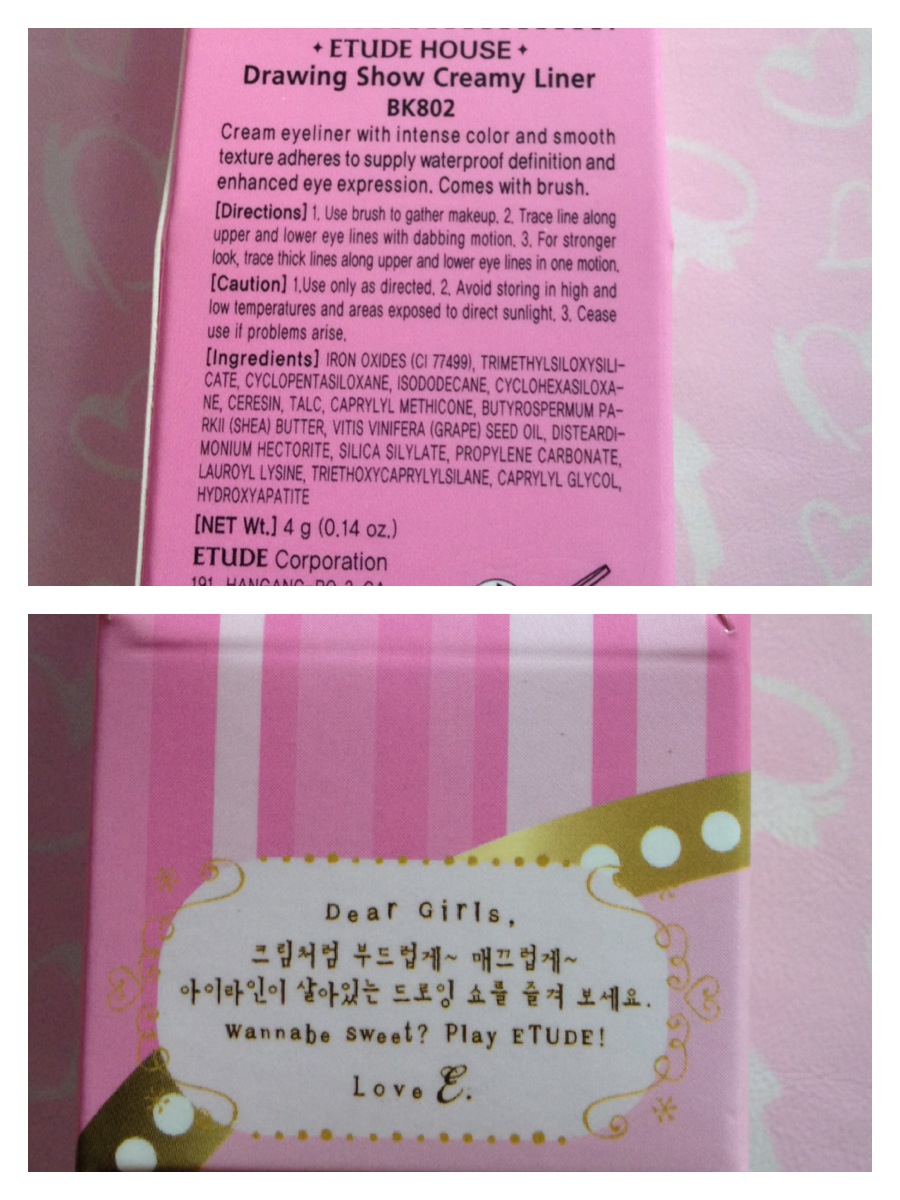 ETUDE HOUSE
Drawing Show Creamy Liner
BK802
Cream eyeliner with intense color and smooth
texture adheres to supply waterproof definition and
enhanced eye expression. Comes with brush.
[Directions] 1. Use brush to gather makeup. 2. Trace line along
upper and lower eye lines with dabbing motion. 3. For stronger
look, trace thick lines along upper and lower eye lines in one motion.
[Caution] 1.Use only as directed. 2. Avoid storing in high and
low temperatures and areas exposed to direct sunlight. 3. Cease
use if problems arise.
[Ingredients] IRON OXIDES (CI 77499), TRIMETHYLSILOXYSILI-
CATE, CYCLOPENTASILOXANE, ISODODECANE, CYCLOHEXASILOXA-
NE, CERESIN, TALC, CAPRYLYL METHICONE, BUTYROSPERMUM PA-
RKII (SHEA) BUTTER, VITIS VINIFERA (GRAPE) SEED OIL, DISTEARDI-
MONIUM HECTORITE, SILICA SILYLATE, PROPYLENE CARBONATE,
LAUROYL LYSINE, TRIETHOXYCAPRYLYLSILANE, CAPRYLYL GLYCOL,
HYDROXYAPATITE
[NET Wt.] 4 g (0.14 oz.)
ETUDE Corporation
191, HANGANG-RO 2-GA
Dear Girls,
크림처럼 부드럽게~ 매끄럽게~
아이라인이 살아있는 드로잉 쇼를 즐겨 보세요.
Wannabe sweet? Play ETUDE!
Love E.